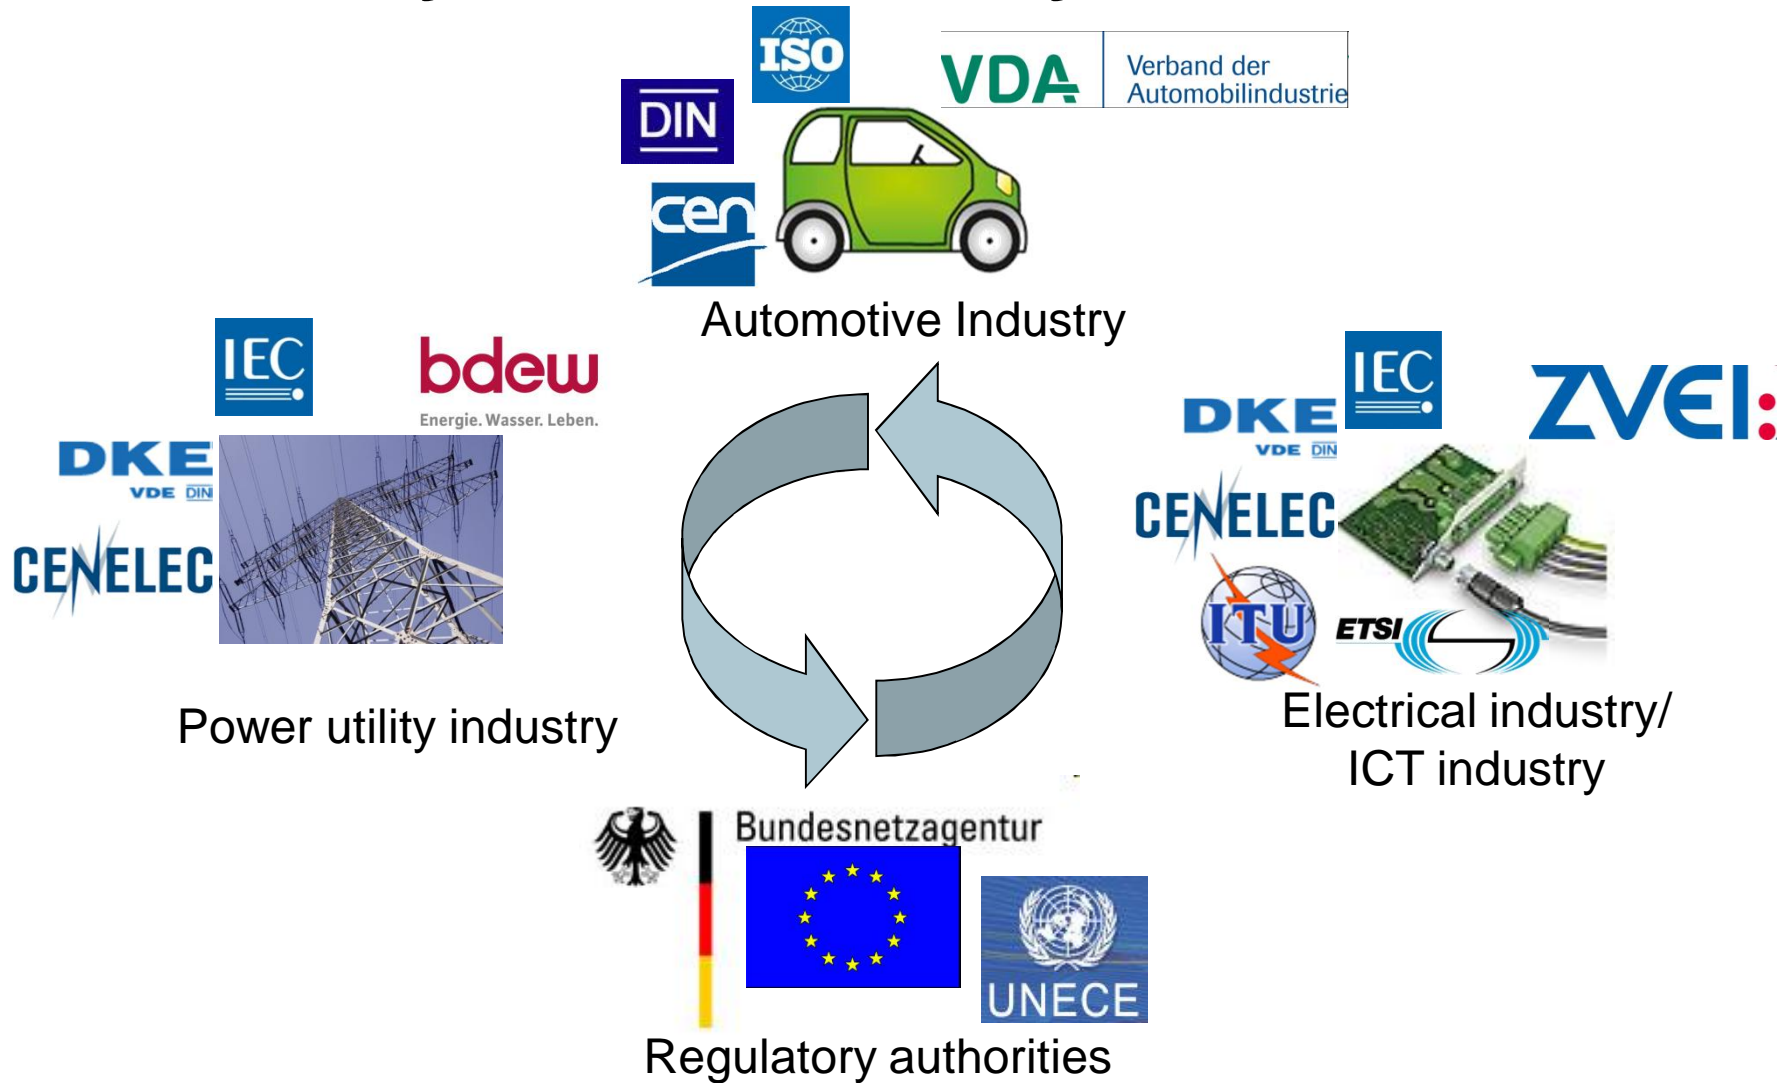 ISO
VDA
Verband der
Automobilindustrie
DIN
cen
Automotive Industry
IEC
bdew
Energie. Wasser. Leben.
DKE
VDE DIN
CENELEC
Power utility industry
IEC
ZVEI:
DKE
VDE DIN
CENELEC
ITU
ETSI
Electrical industry/
ICT industry
Bundesnetzagentur
UNECE
Regulatory authorities